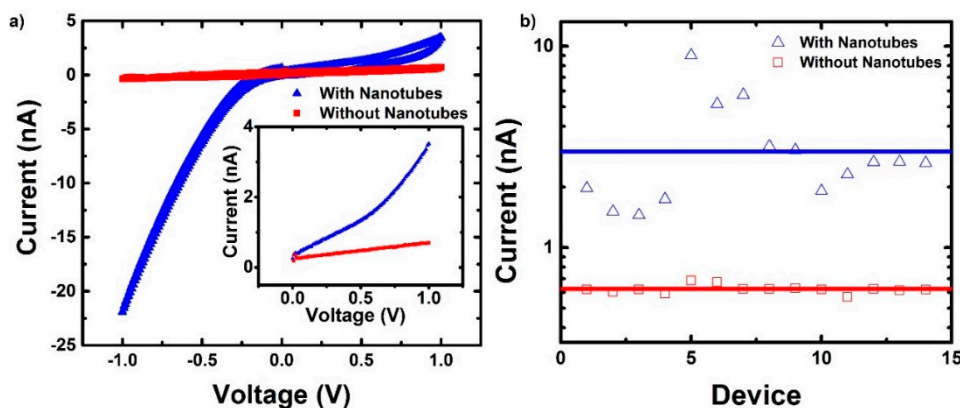 a)
5
0
-5
-10
-15
-20
-25
Current (nA)
-1.0 -0.5 0.0 0.5 1.0
Voltage (V)
With Nanotubes
Without Nanotubes
4
2
0
Current (nA)
0.0 0.5 1.0
Voltage (V)
b)
10
1
Current (nA)
0 5 10 15
Device
With Nanotubes
Without Nanotubes